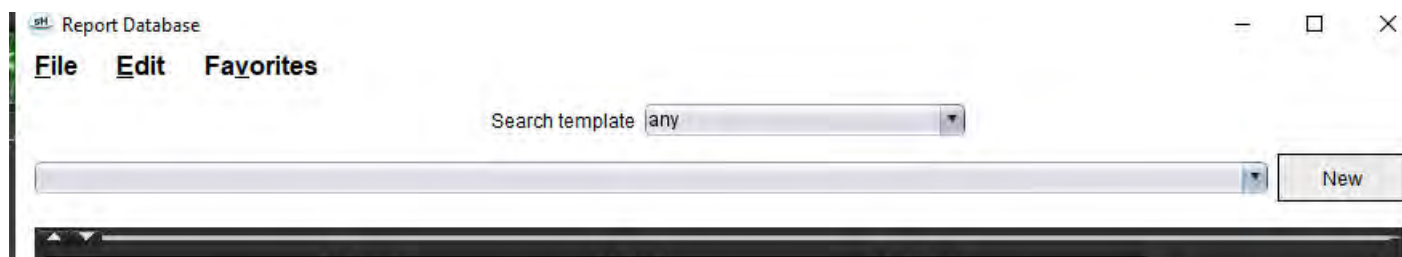 sH Report Database
File Edit Favorites
Search template any
New